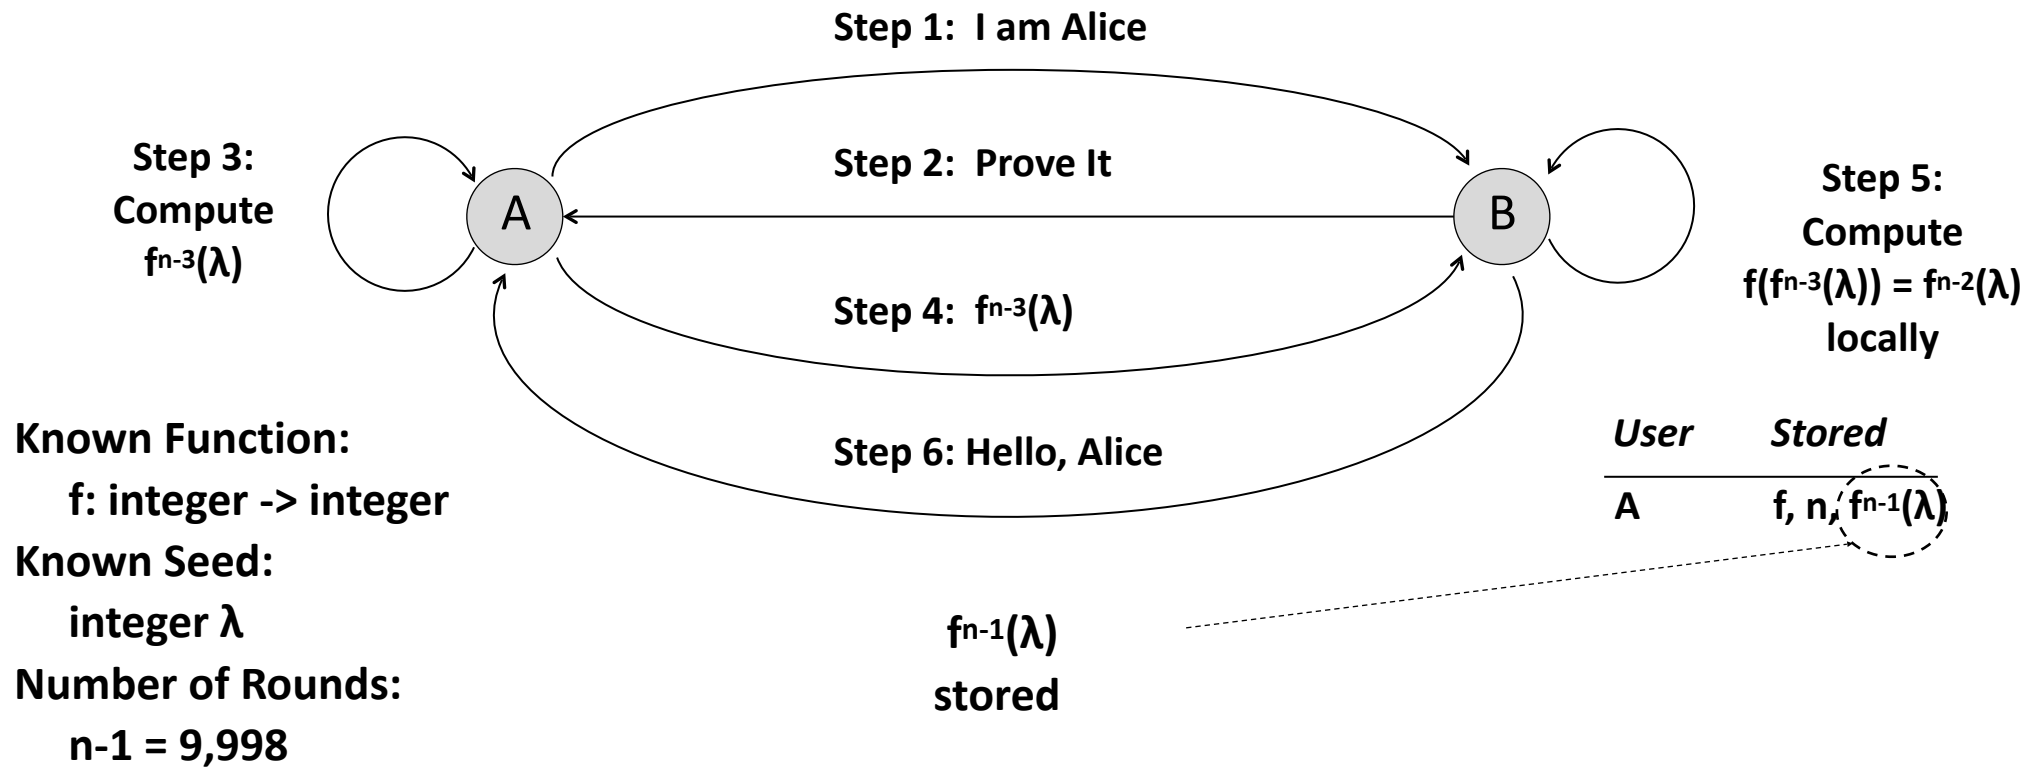 Step 1:  I am Alice
Step 2:  Prove It
Step 3:
Compute
fⁿ⁻³(λ)
A
B
Step 4:  fⁿ⁻³(λ)
Step 5:
Compute
f(fⁿ⁻³(λ)) = fⁿ⁻²(λ)
locally
Step 6: Hello, Alice
Known Function:
f: integer -> integer
Known Seed:
integer λ
Number of Rounds:
n-1 = 9,998
fⁿ⁻¹(λ)
stored
User Stored
A f, n, fⁿ⁻¹(λ)